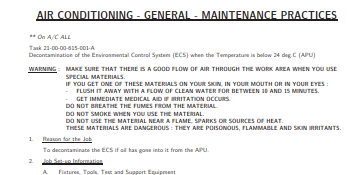 AIR CONDITIONING - GENERAL - MAINTENANCE PRACTICES
** On A/C ALL
Task 21-00-00-615-001-A
Decontamination of the Environmental Control System (ECS) when the Temperature is below 24 deg.C (APU)
WARNING : MAKE SURE THAT THERE IS A GOOD FLOW OF AIR THROUGH THE WORK AREA WHEN YOU USE
SPECIAL MATERIALS.
IF YOU GET ONE OF THESE MATERIALS ON YOUR SKIN, IN YOUR MOUTH OR IN YOUR EYES :
- FLUSH IT AWAY WITH A FLOW OF CLEAN WATER FOR BETWEEN 10 AND 15 MINUTES.
- GET IMMEDIATE MEDICAL AID IF IRRITATION OCCURS.
DO NOT BREATHE THE FUMES FROM THE MATERIAL.
DO NOT SMOKE WHEN YOU USE THE MATERIAL.
DO NOT USE THE MATERIAL NEAR A FLAME, SPARKS OR SOURCES OF HEAT.
THESE MATERIALS ARE DANGEROUS : THEY ARE POISONOUS, FLAMMABLE AND SKIN IRRITANTS.
1. Reason for the Job
To decontaminate the ECS if oil has gone into it from the APU.
2. Job Set-up Information
A. Fixtures, Tools, Test and Support Equipment